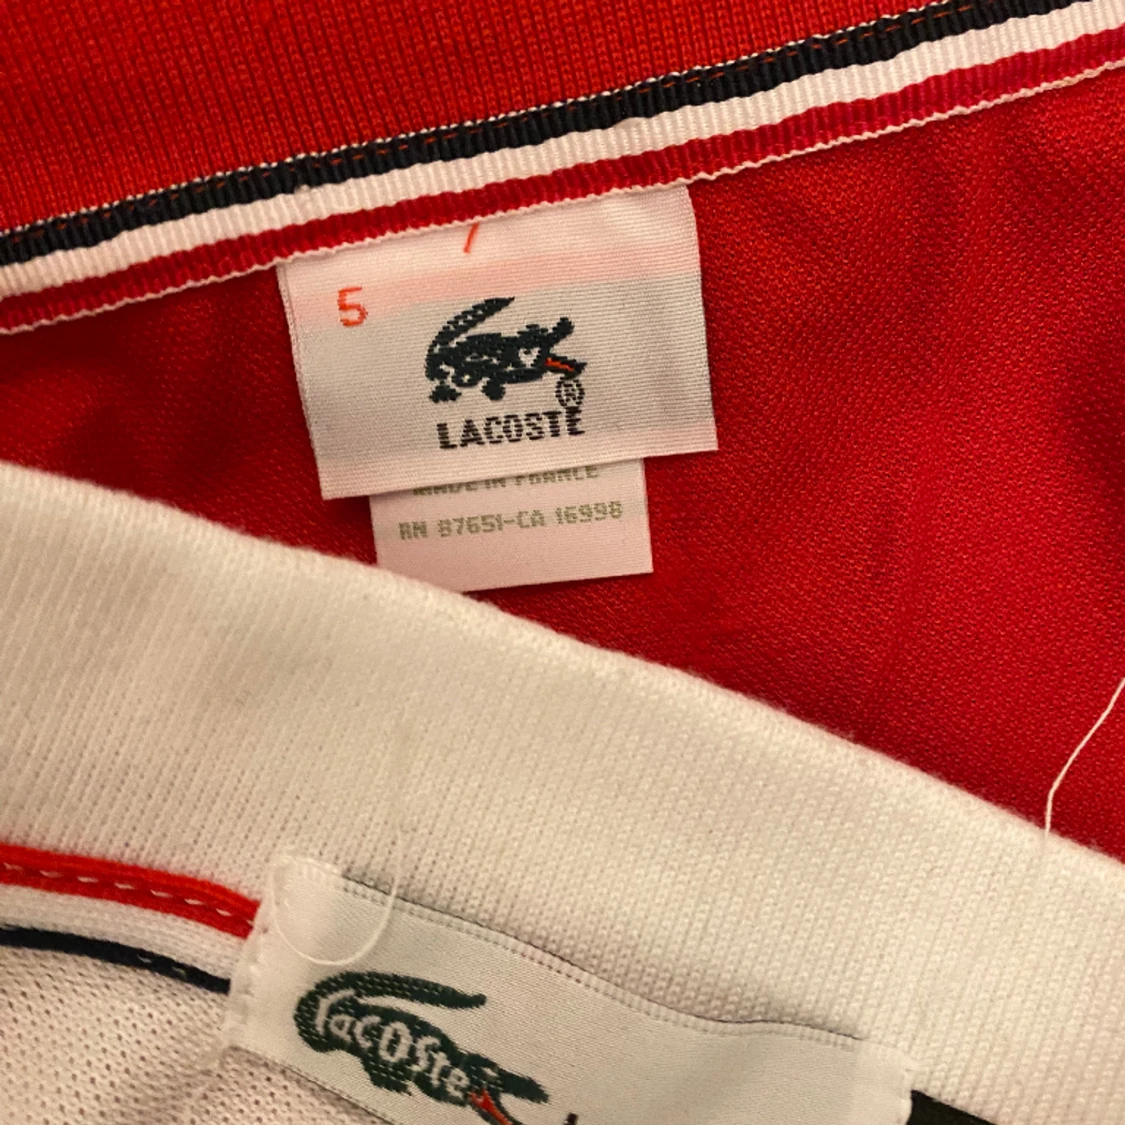 5
LACOSTE
MADE IN FRANCE
RN 87651-CA 16998
lacoste